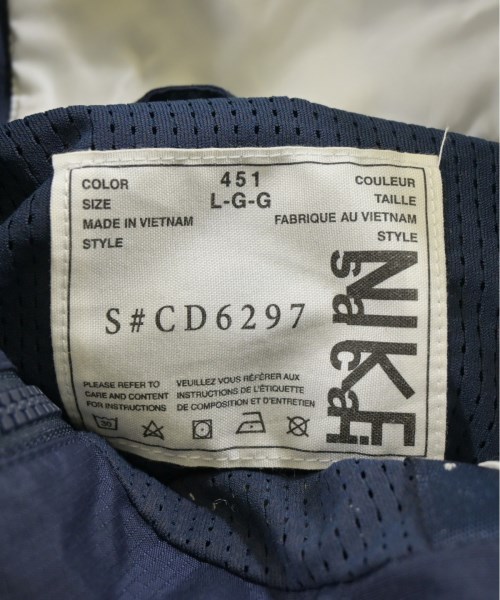 COLOR 451 COULEUR
SIZE L-G-G TAILLE
MADE IN VIETNAM FABRIQUE AU VIETNAM
STYLE STYLE
S#CD6297
NIKE
sacai
PLEASE REFER TO
CARE AND CONTENT
FOR INSTRUCTIONS
VEUILLEZ VOUS RÉFÉRER AUX
INSTRUCTIONS DE L'ÉTIQUETTE
DE COMPOSITION ET D'ENTRETIEN
30